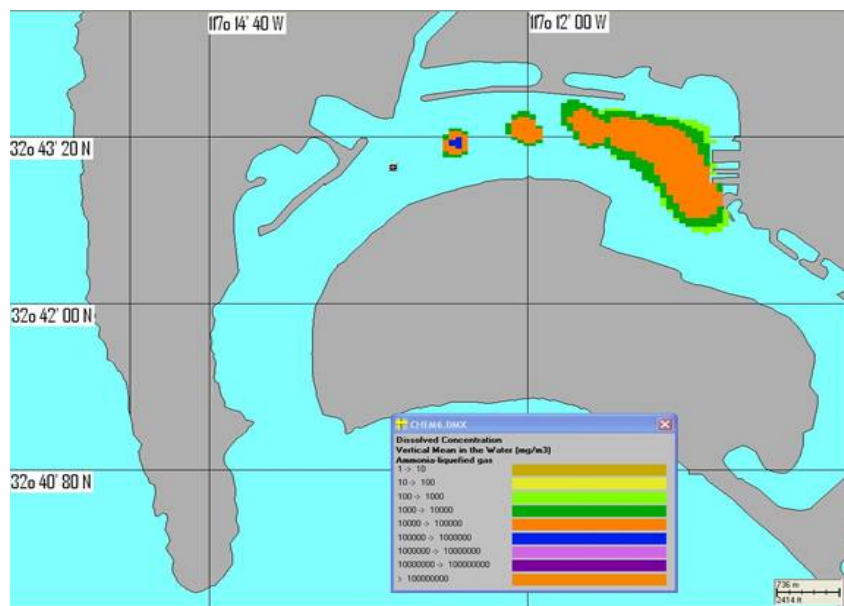 117o 14' 40 W
117o 12' 00 W
32o 43' 20 N
32o 42' 00 N
32o 40' 80 N
CHEM6.DMX
Dissolved Concentration
Vertical Mean in the Water (mg/m3)
Ammonia-liquefied gas
1 -> 10
10 -> 100
100 -> 1000
1000 -> 10000
10000 -> 100000
100000 -> 1000000
1000000 -> 10000000
10000000 -> 100000000
> 100000000
736 m
2414 ft